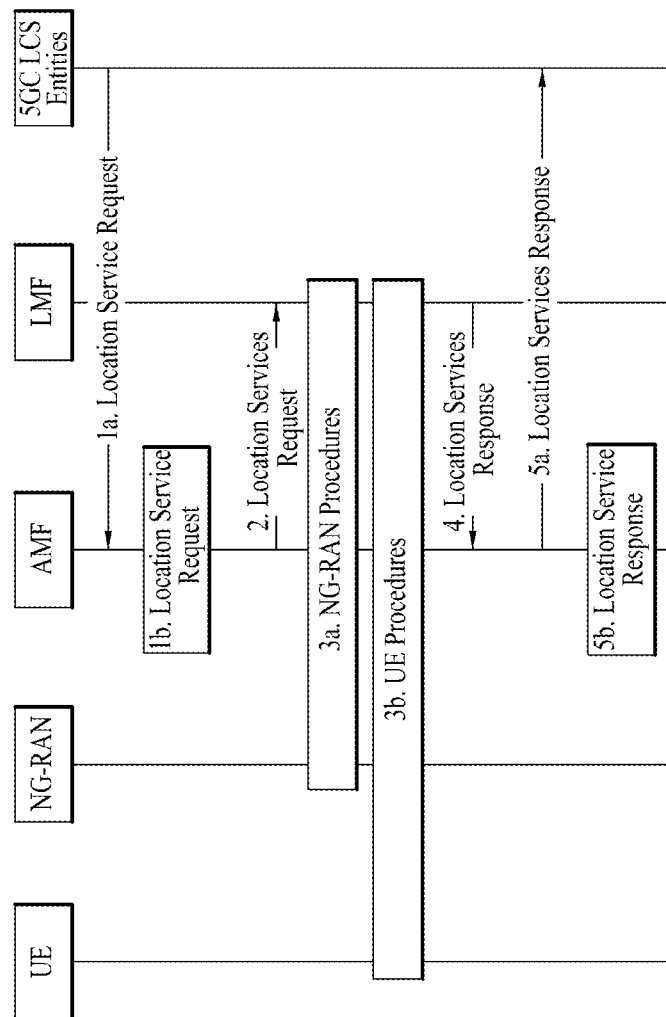 UE
NG-RAN
AMF
LMF
5GC LCS
Entities
1a. Location Service Request
1b. Location Service
Request
2. Location Services
Request
3a. NG-RAN Procedures
3b. UE Procedures
4. Location Services
Response
5a. Location Services Response
5b. Location Service
Response